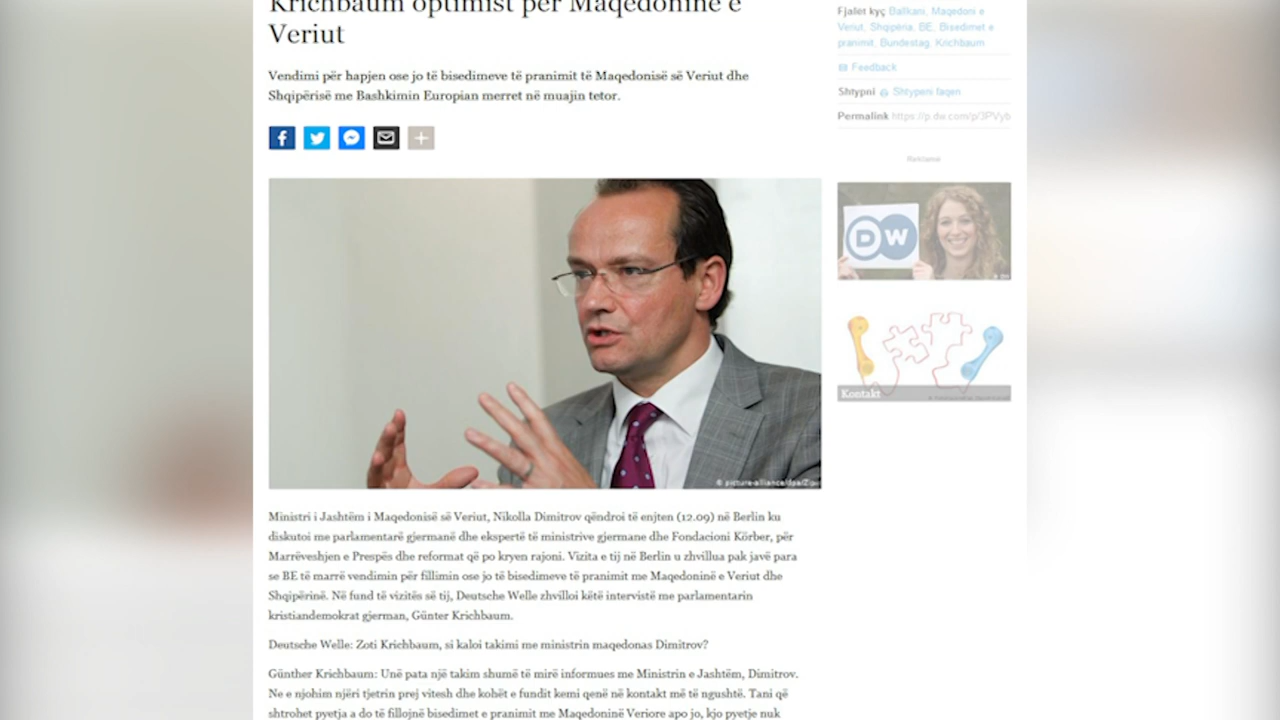 Krichbaum optimist për Maqedoninë e
Veriut
Vendimi për hapjen ose jo të bisedimeve të pranimit të Maqedonisë së Veriut dhe
Shqipërisë me Bashkimin Europian merret në muajin tetor.
© picture-alliance/dpa/
Ministri i Jashtëm i Maqedonisë së Veriut, Nikolla Dimitrov qëndroi të enjten (12.09) në Berlin ku
diskutoi me parlamentarë gjermanë dhe ekspertë të ministrive gjermane dhe Fondacioni Körber, për
Marrëveshjen e Prespës dhe reformat që po kryen rajoni. Vizita e tij në Berlin u zhvillua pak javë para
se BE të marrë vendimin për fillimin ose jo të bisedimeve të pranimit me Maqedoninë e Veriut dhe
Shqipërinë. Në fund të vizitës së tij, Deutsche Welle zhvilloi këtë intervistë me parlamentarin
kristiandemokrat gjerman, Günter Krichbaum.
Deutsche Welle: Zoti Krichbaum, si kaloi takimi me ministrin maqedonas Dimitrov?
Günther Krichbaum: Unë pata një takim shumë të mirë informues me Ministrin e Jashtëm, Dimitrov.
Ne e njohim njëri tjetrin prej vitesh dhe kohët e fundit kemi qenë në kontakt më të ngushtë. Tani që
shtrohet pyetja a do të fillojnë bisedimet e pranimit me Maqedoninë Veriore apo jo, kjo pyetje nuk
Fjalët kyç Ballkani, Maqedoni e
Veriut, Shqipëria, BE, Bisedimet e
pranimit, Bundestag, Krichbaum
Feedback
Shtypni Shtypeni faqen
Permalink https://p.dw.com/p/3PVyb
Reklamë
DW
Kontakt